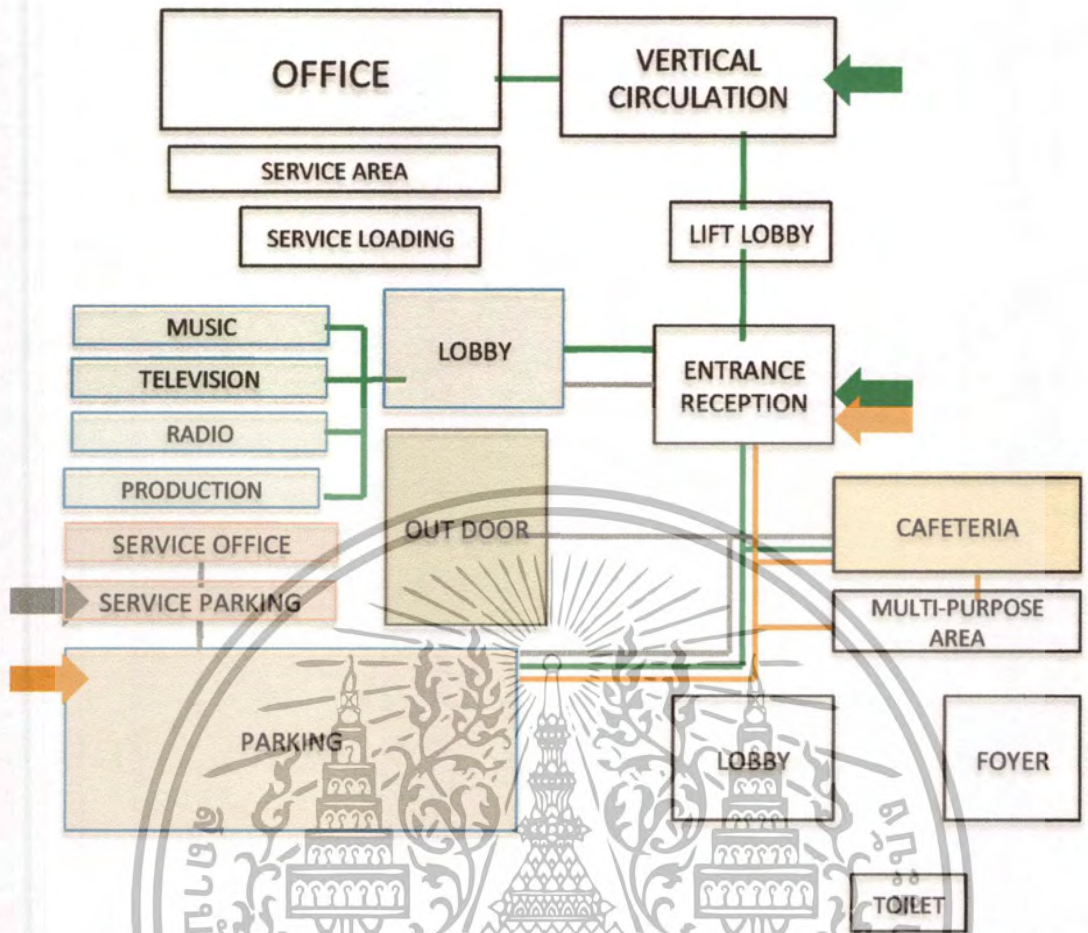 OFFICE
VERTICAL
CIRCULATION
SERVICE AREA
SERVICE LOADING
LIFT LOBBY
MUSIC
TELEVISION
RADIO
PRODUCTION
LOBBY
ENTRANCE
RECEPTION
OUT DOOR
CAFETERIA
SERVICE OFFICE
SERVICE PARKING
MULTI-PURPOSE
AREA
PARKING
LOBBY
FOYER
TOILET